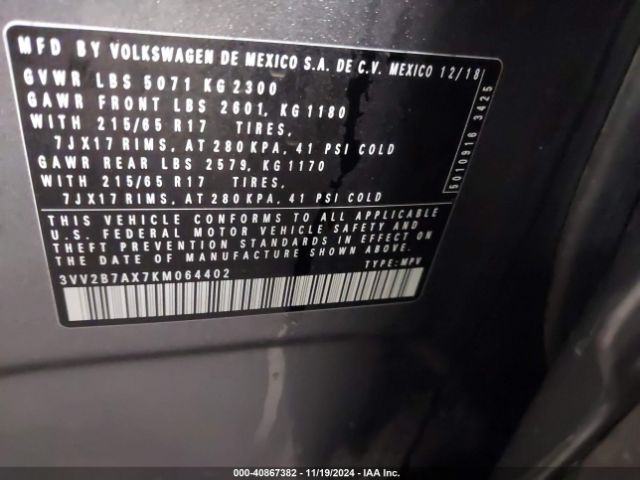 MFD BY VOLKSWAGEN DE MEXICO S.A. DE C.V. MEXICO 12/18
GVWR LBS 5071 KG 2300
GAWR FRONT LBS 2601, KG 1180
WITH 215/65 R17 TIRES,
7JX17 RIMS, AT 280 KPA, 41 PSI COLD
GAWR REAR LBS 2579, KG 1170
WITH 215/65 R17 TIRES,
7JX17 RIMS, AT 280 KPA, 41 PSI COLD
THIS VEHICLE CONFORMS TO ALL APPLICABLE
U.S. FEDERAL MOTOR VEHICLE SAFETY AND
THEFT PREVENTION STANDARDS IN EFFECT ON
THE DATE OF MANUFACTURE SHOWN ABOVE.
3VV2B7AX7KM064402
TYPE: MPV
5010916 3425
000-40867382 | 11/19/2024 | IAA Inc.